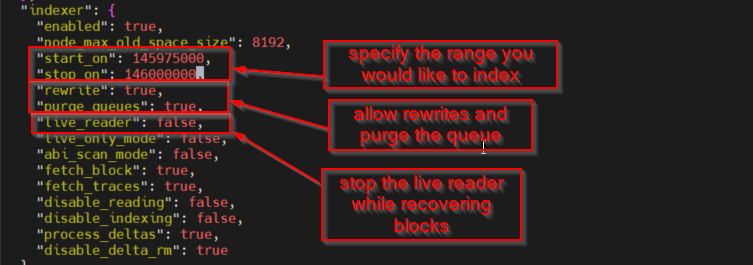 "indexer": {
"enabled": true,
"node_max_old_space_size": 8192,
"start_on": 145975000,
"stop_on": 146000000,
"rewrite": true,
"purge_queues": true,
"live_reader": false,
"live_only_mode": false,
"abi_scan_mode": false,
"fetch_block": true,
"fetch_traces": true,
"disable_reading": false,
"disable_indexing": false,
"process_deltas": true,
"disable_delta_rm": true
specify the range you
would like to index
allow rewrites and
purge the queue
stop the live reader
while recovering
blocks